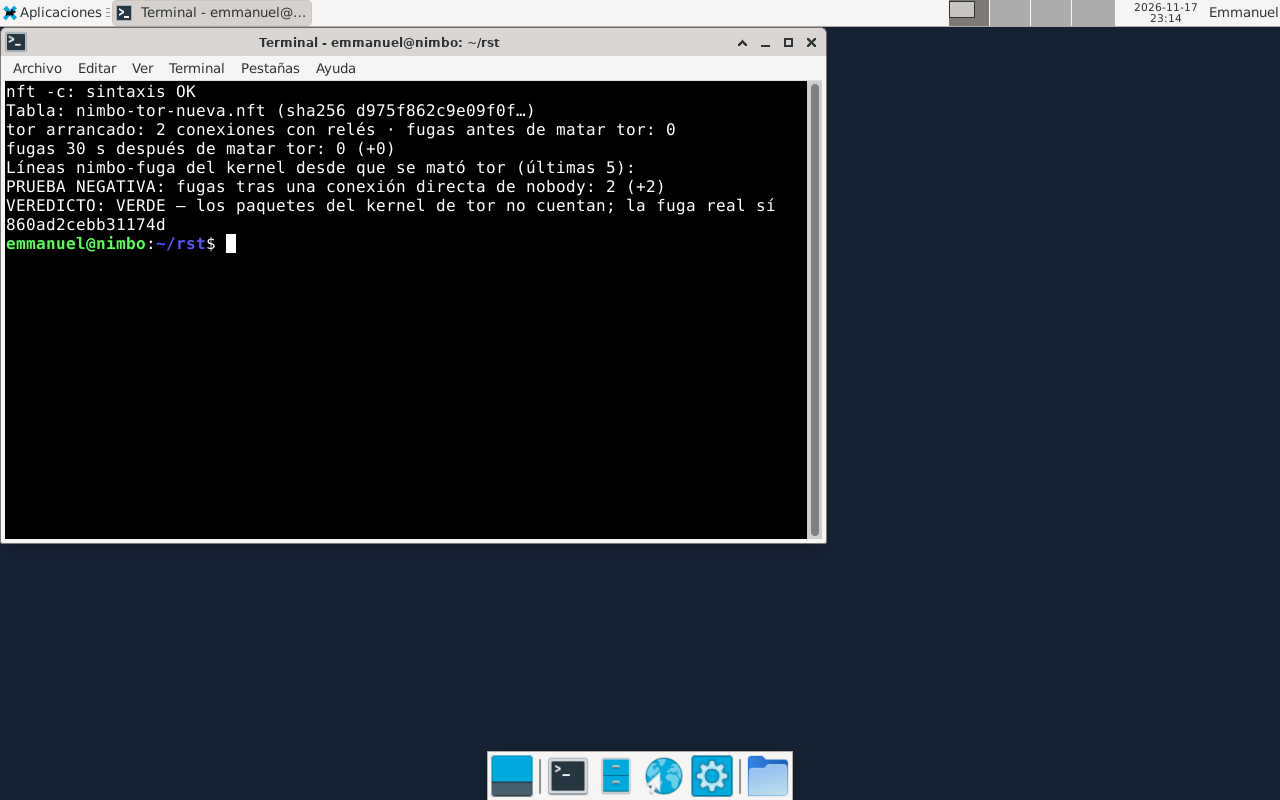 Aplicaciones
Terminal - emmanuel@...
2026-11-17
23:14
Emmanuel
Terminal - emmanuel@nimbo: ~/rst
Archivo Editar Ver Terminal Pestañas Ayuda
nft -c: sintaxis OK
Tabla: nimbo-tor-nueva.nft (sha256 d975f862c9e09f0f…)
tor arrancado: 2 conexiones con relés · fugas antes de matar tor: 0
fugas 30 s después de matar tor: 0 (+0)
Líneas nimbo-fuga del kernel desde que se mató tor (últimas 5):
PRUEBA NEGATIVA: fugas tras una conexión directa de nobody: 2 (+2)
VEREDICTO: VERDE — los paquetes del kernel de tor no cuentan; la fuga real sí
860ad2cebb31174d
emmanuel@nimbo:~/rst$